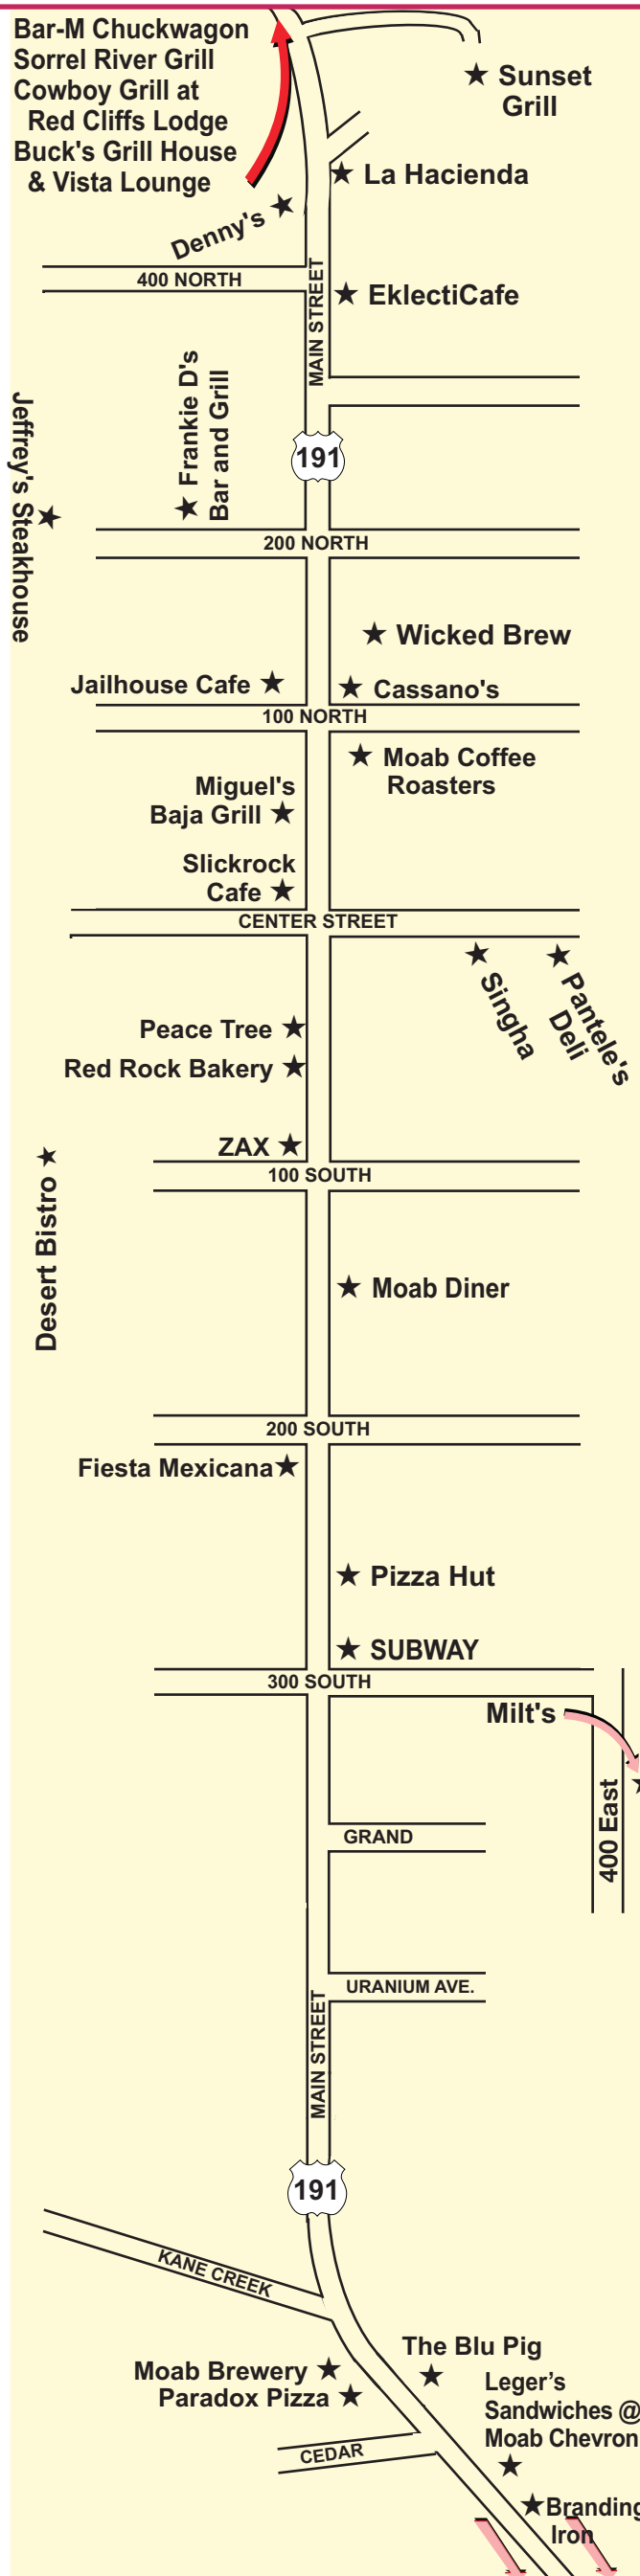 Bar-M Chuckwagon
Sorrel River Grill
Cowboy Grill at
Red Cliffs Lodge
Buck's Grill House
& Vista Lounge
Sunset
Grill
La Hacienda
Denny's
400 NORTH
MAIN STREET
EklectiCafe
Frankie D's
Bar and Grill
Jeffrey's Steakhouse
191
200 NORTH
Wicked Brew
Jailhouse Cafe
Cassano's
100 NORTH
Moab Coffee
Roasters
Miguel's
Baja Grill
Slickrock
Cafe
CENTER STREET
Singha
Pantele's
Deli
Peace Tree
Red Rock Bakery
ZAX
100 SOUTH
Desert Bistro
Moab Diner
200 SOUTH
Fiesta Mexicana
Pizza Hut
SUBWAY
300 SOUTH
Milt's
400 East
GRAND
URANIUM AVE.
MAIN STREET
191
KANE CREEK
The Blu Pig
Moab Brewery
Paradox Pizza
Leger’s
Sandwiches @
Moab Chevron
CEDAR
Branding
Iron